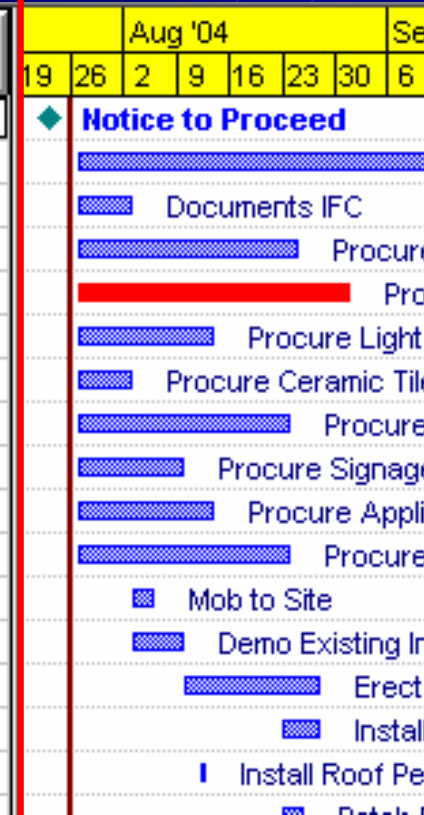 Aug '04 Se
19 26 2 9 16 23 30 6
Notice to Proceed
Documents IFC
Procure
Pro
Procure Light
Procure Ceramic Tile
Procure
Procure Signage
Procure Appli
Procure
Mob to Site
Demo Existing In
Erect
Install
Install Roof Pe